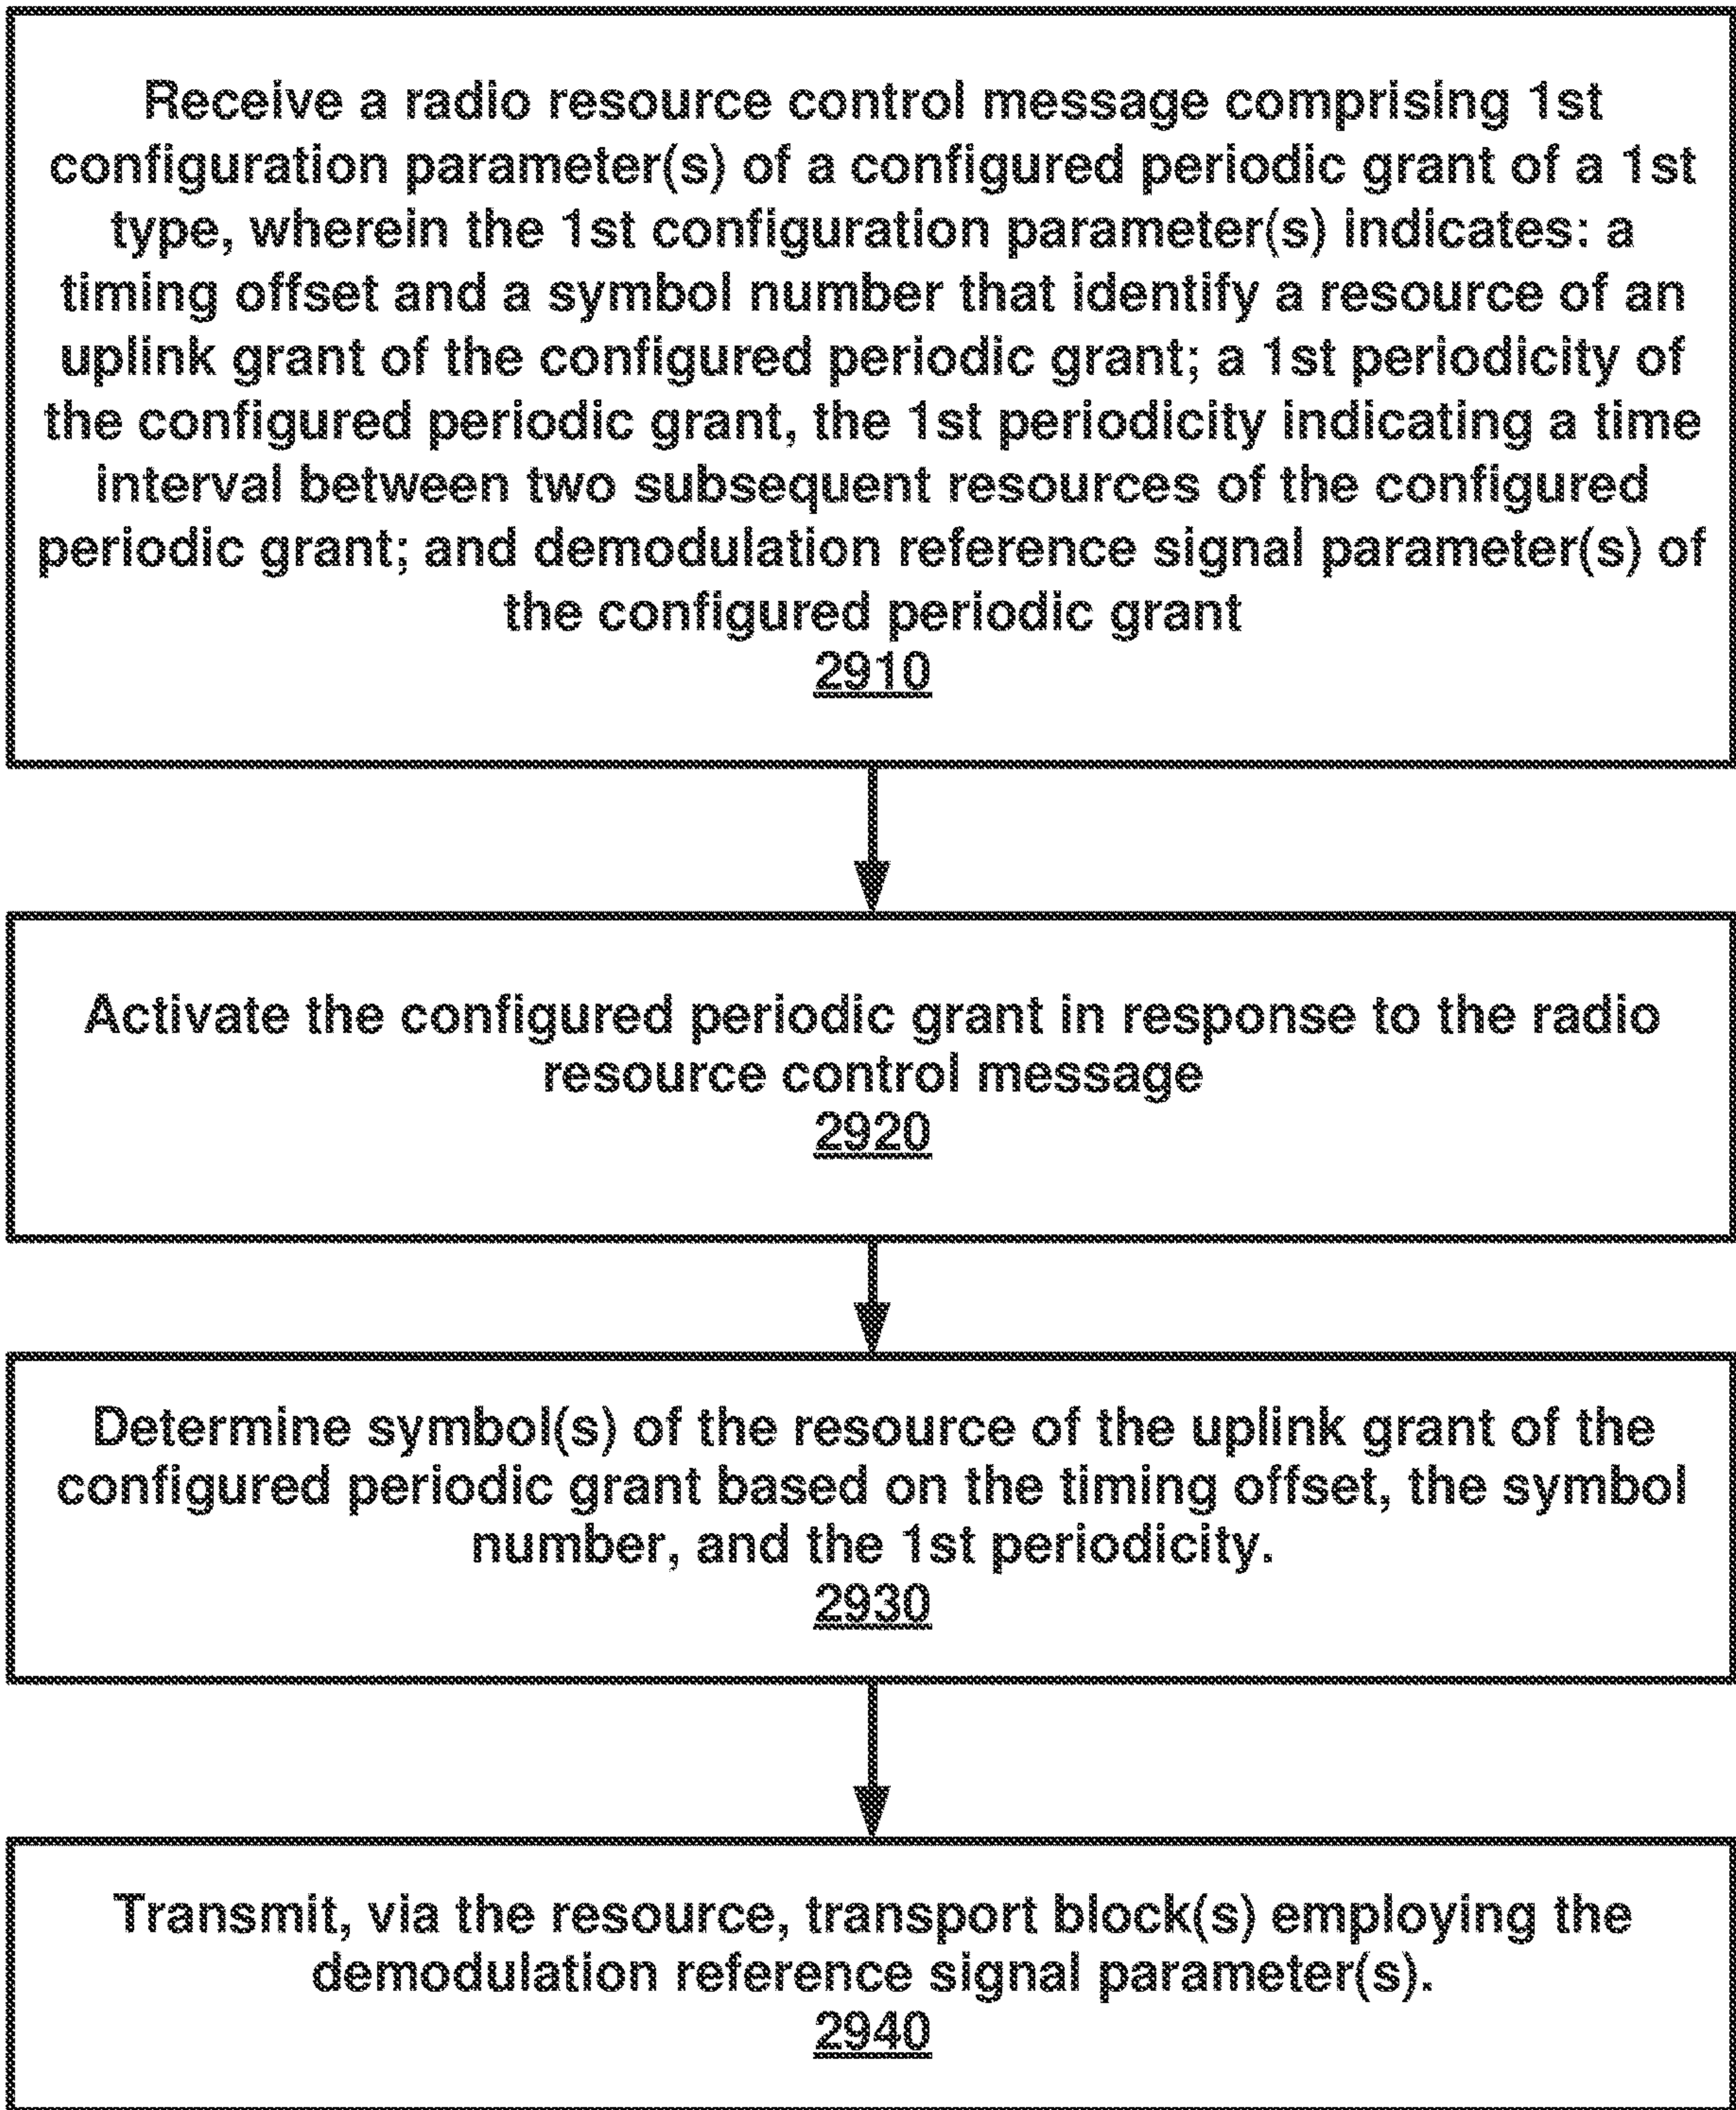 Receive a radio resource control message comprising 1st
configuration parameter(s) of a configured periodic grant of a 1st
type, wherein the 1st configuration parameter(s) indicates: a
timing offset and a symbol number that identify a resource of an
uplink grant of the configured periodic grant; a 1st periodicity of
the configured periodic grant, the 1st periodicity indicating a time
interval between two subsequent resources of the configured
periodic grant; and demodulation reference signal parameter(s) of
the configured periodic grant
2910
Activate the configured periodic grant in response to the radio
resource control message
2920
Determine symbol(s) of the resource of the uplink grant of the
configured periodic grant based on the timing offset, the symbol
number, and the 1st periodicity.
2930
Transmit, via the resource, transport block(s) employing the
demodulation reference signal parameter(s).
2940